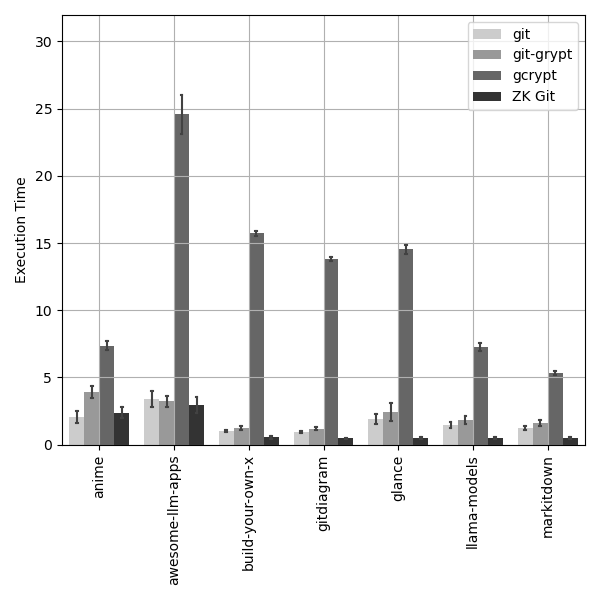 git
git-grypt
gcrypt
ZK Git
Execution Time
30
25
20
15
10
5
0
anime
awesome-llm-apps
build-your-own-x
gitdiagram
glance
llama-models
markitdown